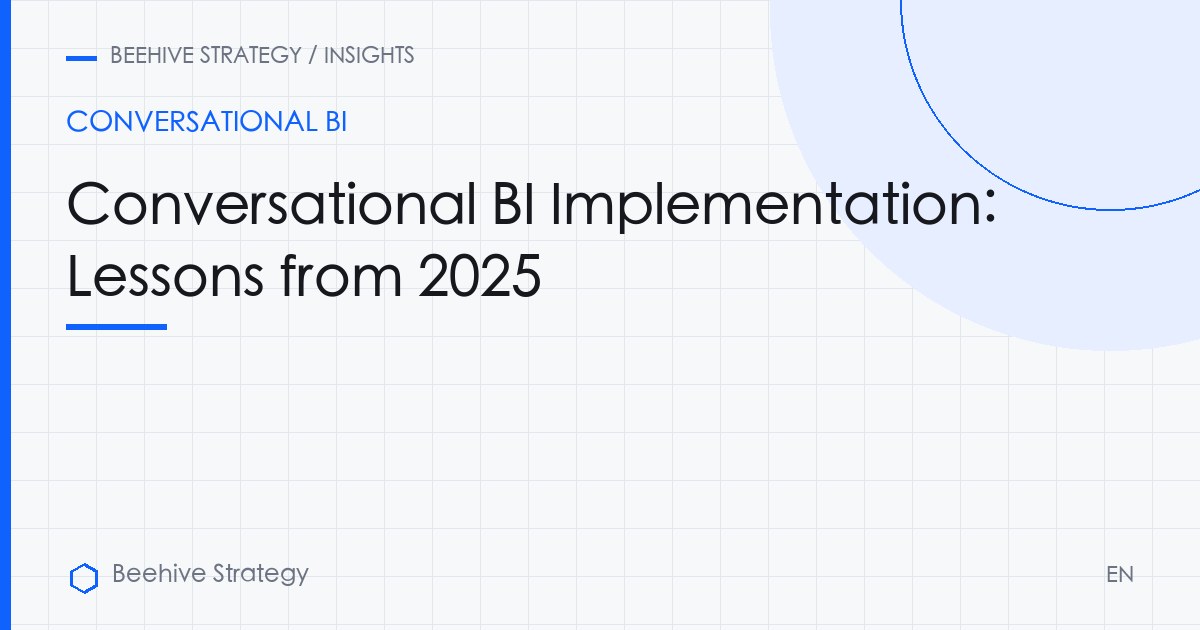 BEEHIVE STRATEGY / INSIGHTS
CONVERSATIONAL BI
Conversational BI Implementation:
Lessons from 2025
Beehive Strategy
EN